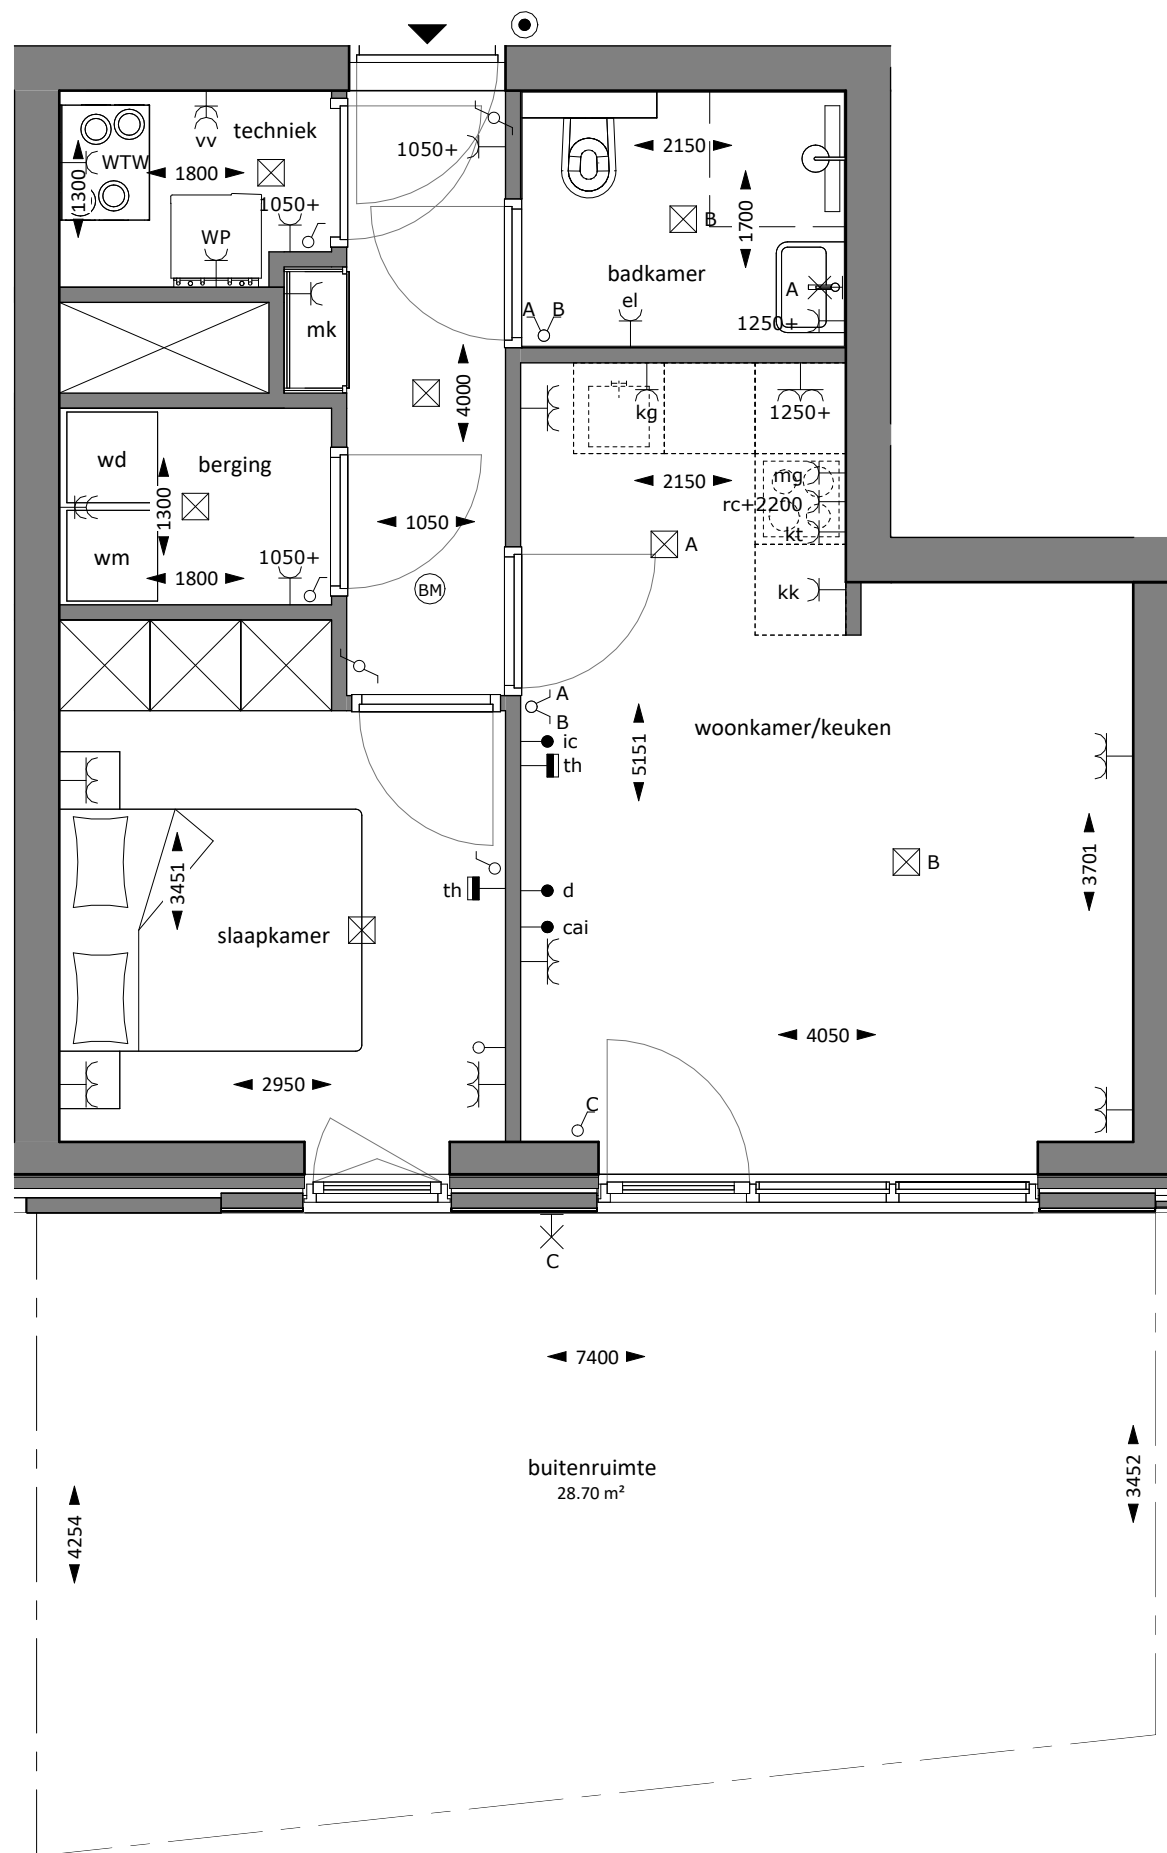 vv
techniek
1050+
2150
WTW
1800
1300
1050+
B
1700
WP
badkamer
A
el
A B
1250+
mk
4000
kg
1250+
wd
berging
mg
2150
1300
rc+2200
1050
kt
A
wm
1050+
1800
BM
kk
A
B
woonkamer/keuken
ic
5151
th
3701
B
3451
th
d
slaapkamer
cai
4050
2950
C
C
7400
buitenruimte
28.70 m²
3452
4254